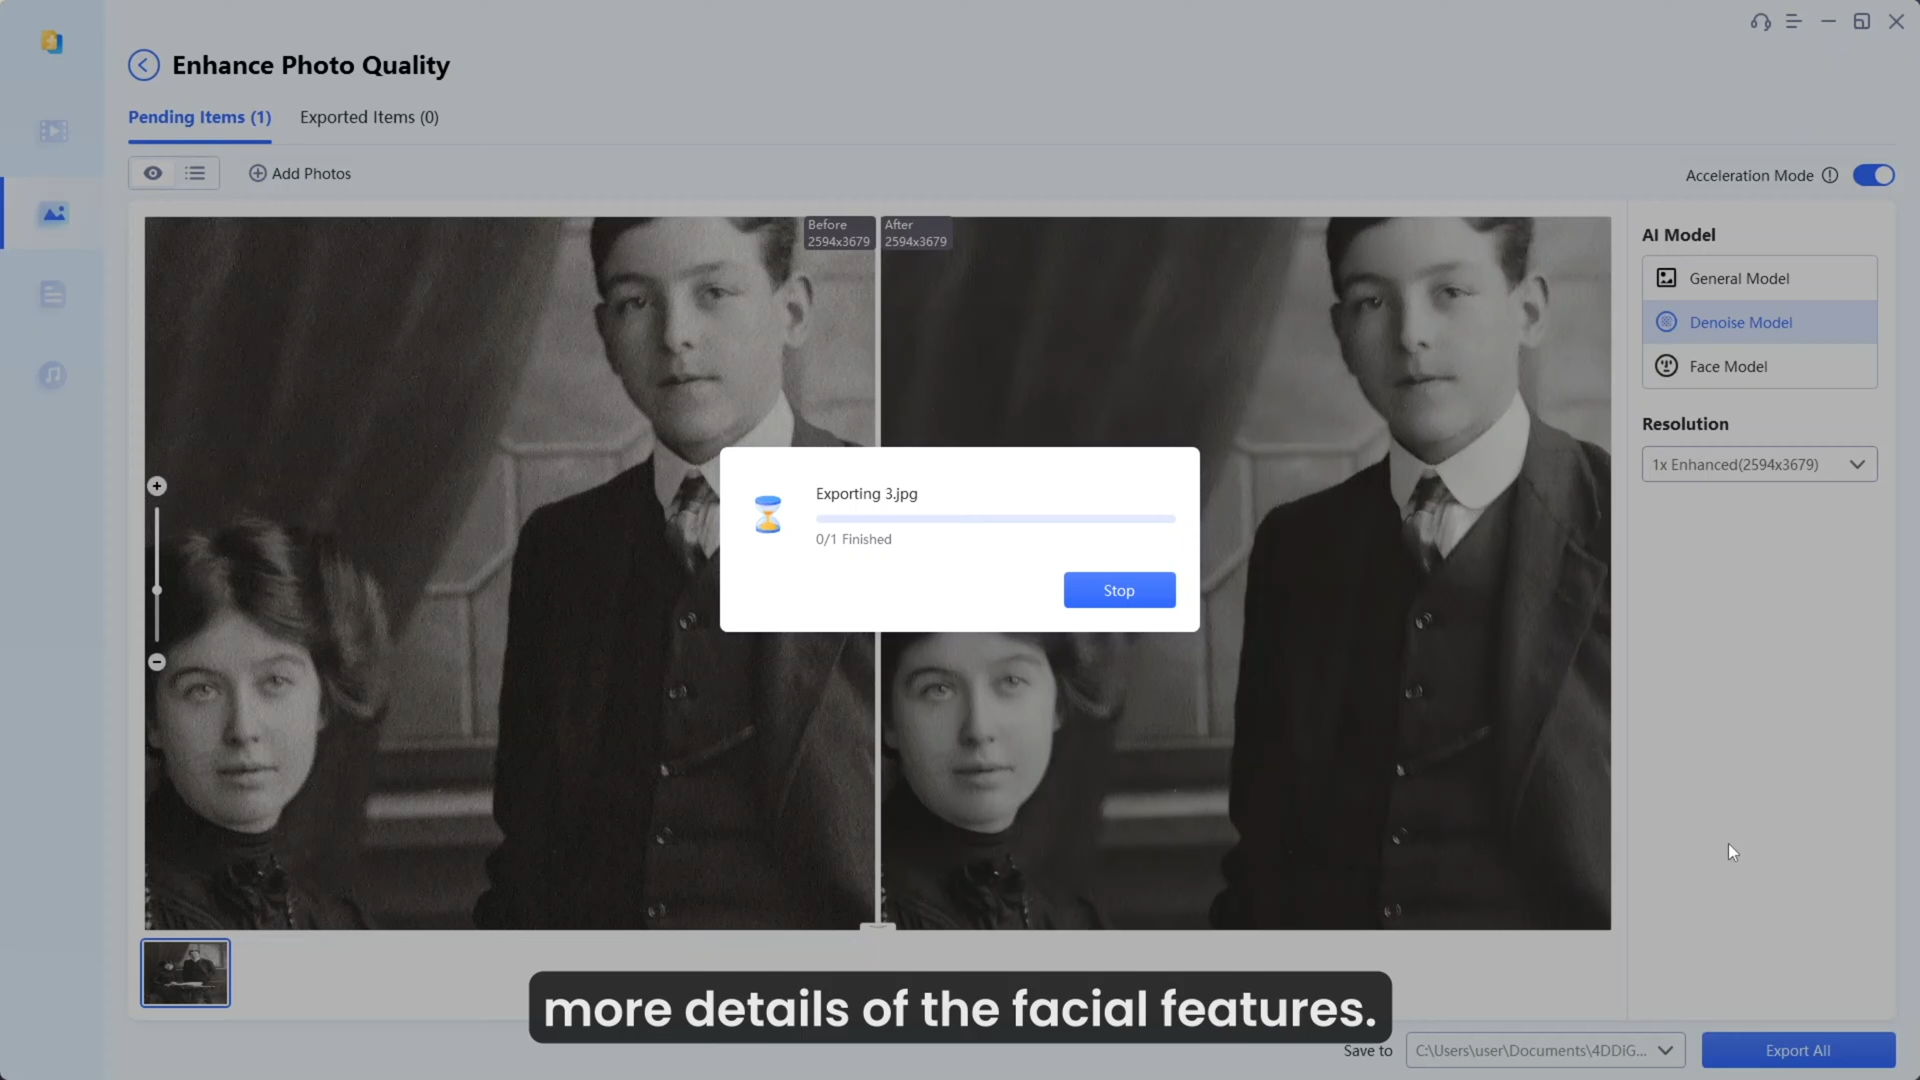 Enhance Photo Quality
Pending Items (1) Exported Items (0)
Add Photos
Acceleration Mode
Before
2594x3679
After
2594x3679
AI Model
General Model
Denoise Model
Face Model
Resolution
1x Enhanced(2594x3679)
Exporting 3.jpg
0/1 Finished
Stop
more details of the facial features.
Save to
C:\Users\user\Documents\4DDiG...
Export All